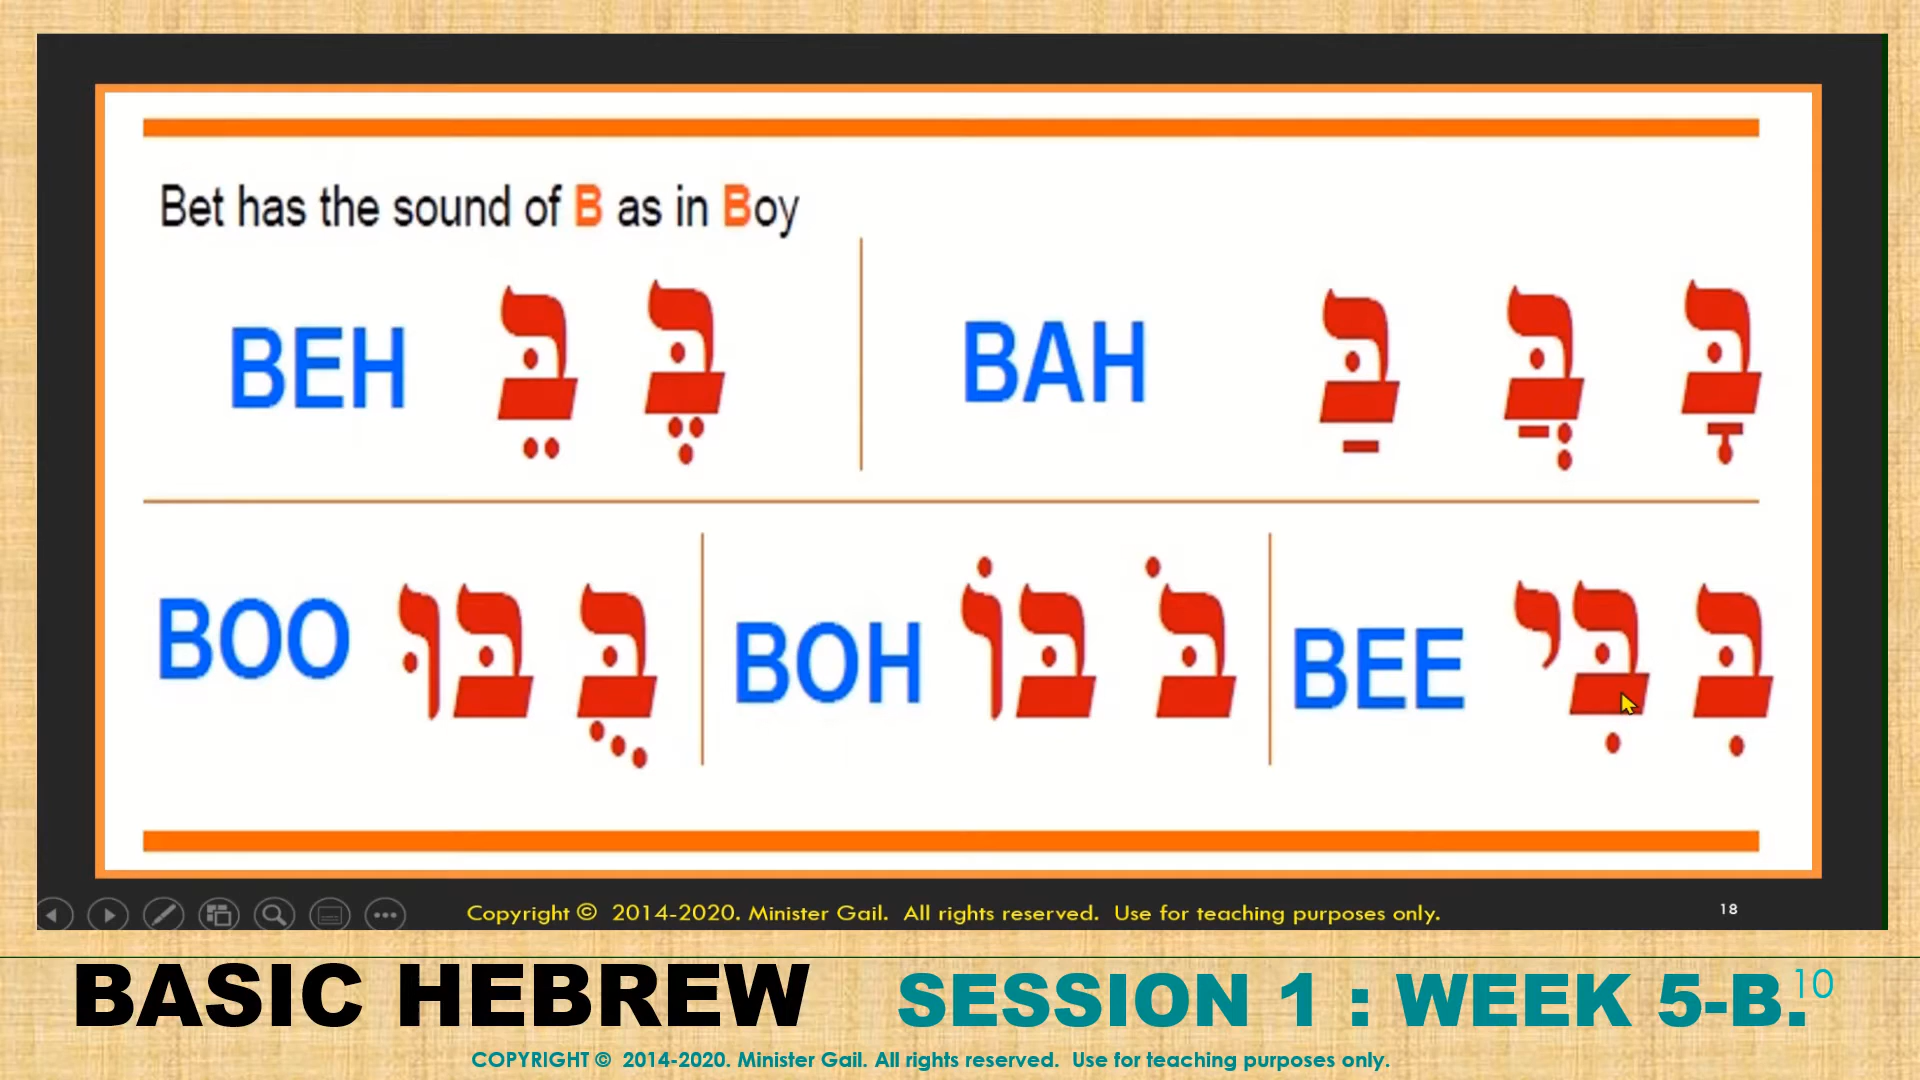 Bet has the sound of B as in Boy
BEH בֵּ בֶּ
BAH בַּ בֲּ בָּ
BOO בּוּ בֻּ
BOH בּוֹ בֹּ
BEE בִּי בִּ
Copyright © 2014-2020. Minister Gail. All rights reserved. Use for teaching purposes only.
18
BASIC HEBREW SESSION 1 : WEEK 5-B.
10
COPYRIGHT © 2014-2020. Minister Gail. All rights reserved. Use for teaching purposes only.